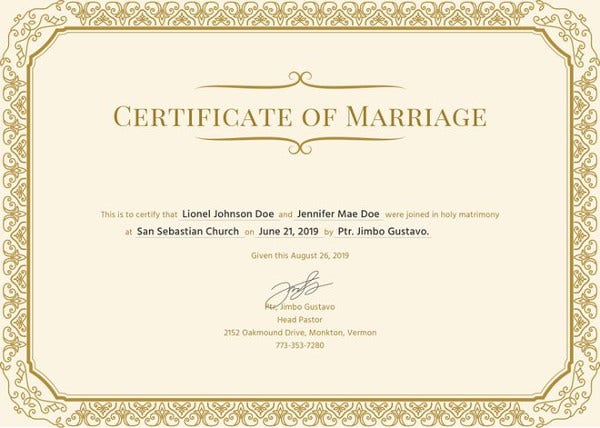 CERTIFICATE OF MARRIAGE
This is to certify that Lionel Johnson Doe and Jennifer Mae Doe were joined in holy matrimony
at San Sebastian Church on June 21, 2019 by Ptr. Jimbo Gustavo.
Given this August 26, 2019
Ptr. Jimbo Gustavo
Head Pastor
2152 Oakmound Drive, Monkton, Vermon
773-353-7280